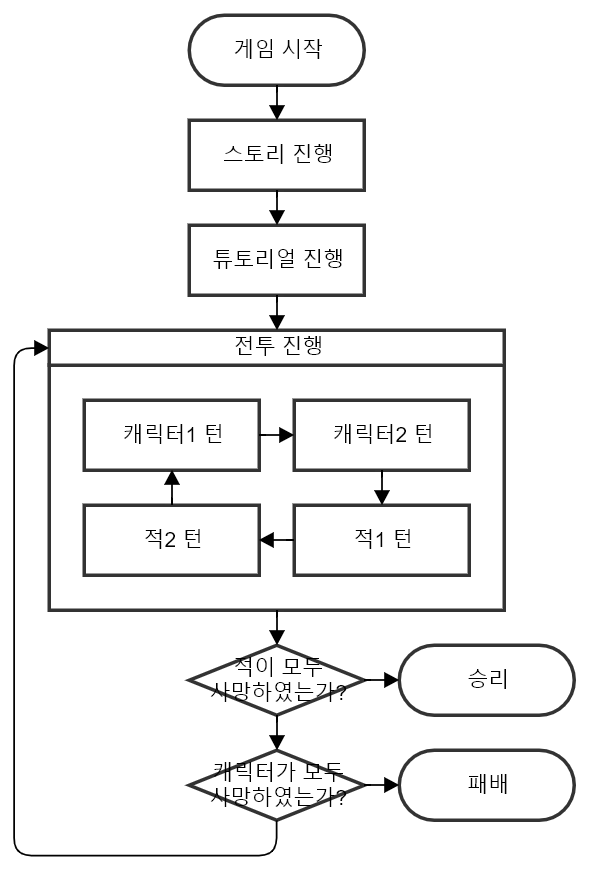 게임 시작
스토리 진행
튜토리얼 진행
전투 진행
캐릭터1 턴
캐릭터2 턴
적2 턴
적1 턴
적이 모두
사망하였는가?
승리
캐릭터가 모두
사망하였는가?
패배